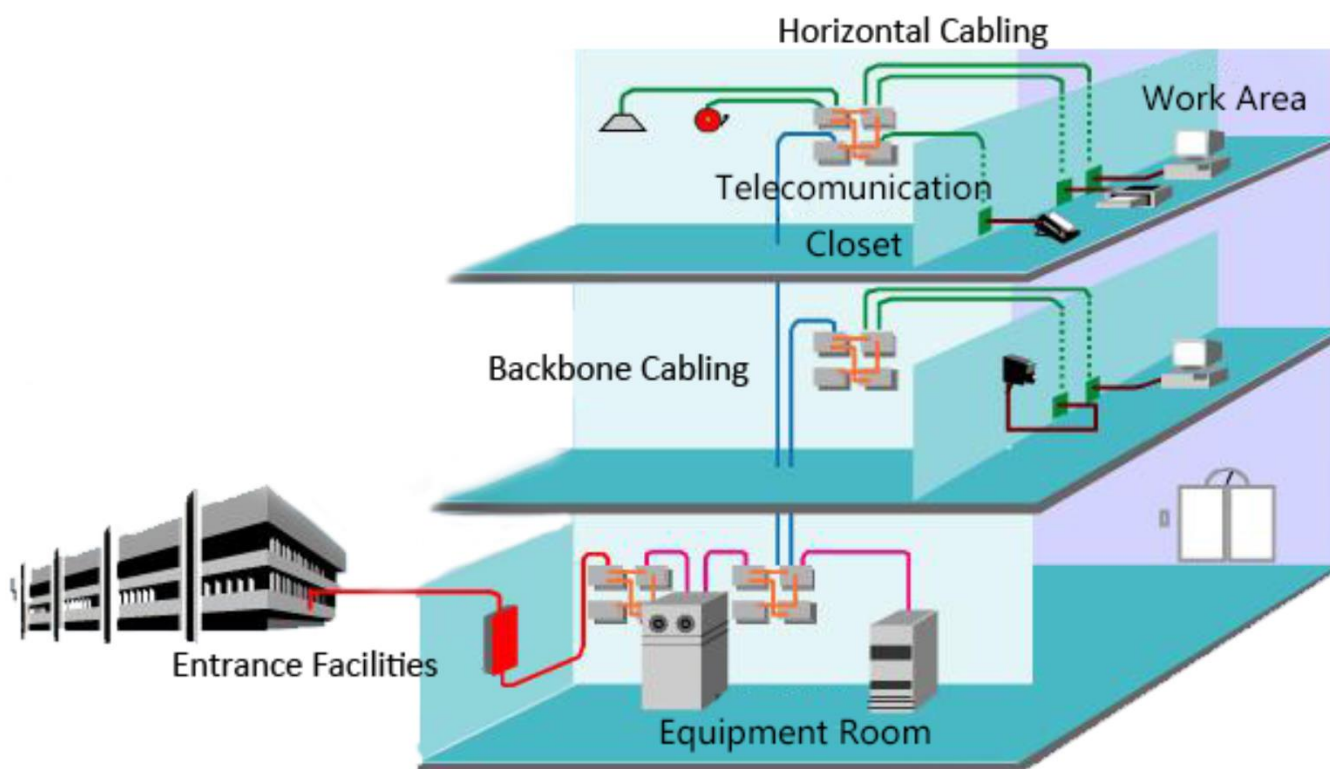 Horizontal Cabling
Work Area
Telecomunication
Closet
Backbone Cabling
Entrance Facilities
Equipment Room